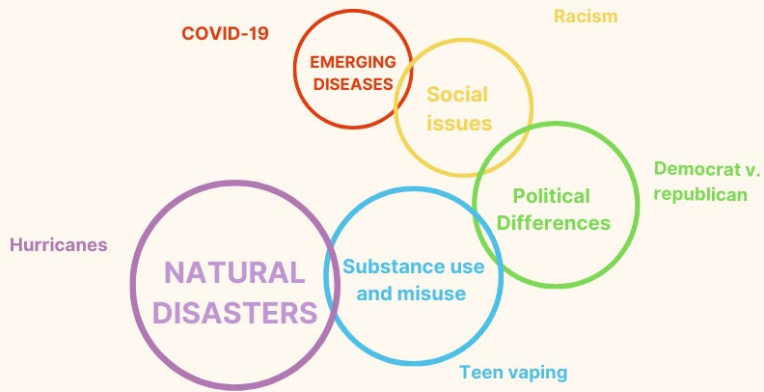 Racism
COVID-19
EMERGING
DISEASES
Social
issues
Democrat v.
republican
Political
Differences
Hurricanes
NATURAL
DISASTERS
Substance use
and misuse
Teen vaping